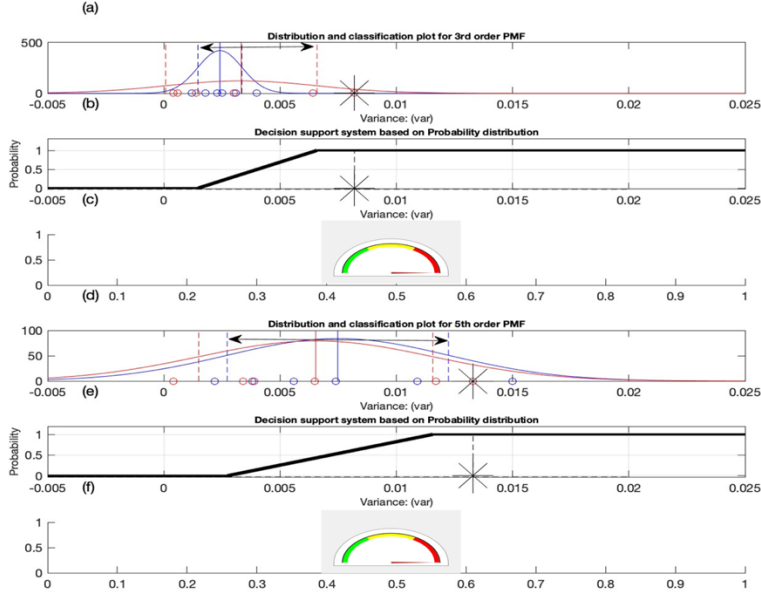 (a)
Distribution and classification plot for 3rd order PMF
500
0
-0.005 0 0.005 0.01 0.015 0.02 0.025
(b)
Variance: (var)
Decision support system based on Probability distribution
Probability
1
0.5
0
-0.005 0 0.005 0.01 0.015 0.02 0.025
(c)
Variance: (var)
1
0.5
0
0 0.1 0.2 0.3 0.4 0.5 0.6 0.7 0.8 0.9 1
(d)
Distribution and classification plot for 5th order PMF
100
50
0
-0.005 0 0.005 0.01 0.015 0.02 0.025
(e)
Variance: (var)
Decision support system based on Probability distribution
Probability
1
0.5
0
-0.005 0 0.005 0.01 0.015 0.02 0.025
(f)
Variance: (var)
1
0.5
0
0 0.1 0.2 0.3 0.4 0.5 0.6 0.7 0.8 0.9 1